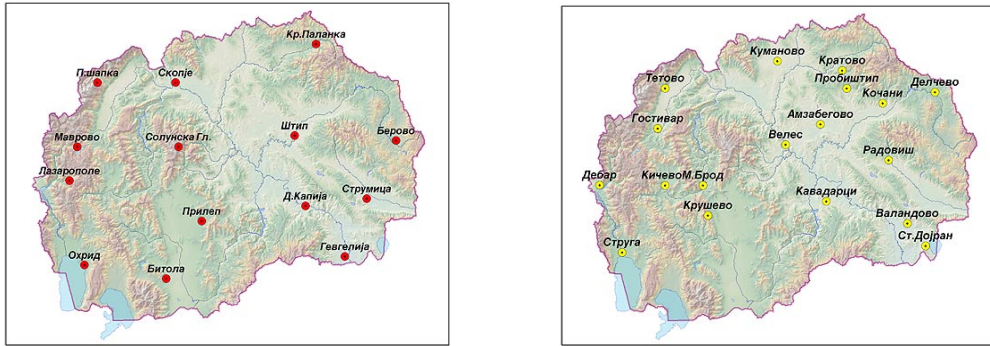 Кр.Паланка
П.шапка
Скопје
Штип
Берово
Маврово
Солунска Гл.
Лазарополе
Струмица
Д.Капија
Прилеп
Гевгелија
Охрид
Битола
Куманово
Кратово
Тетово
Пробиштип
Делчево
Кочани
Гостивар
Амзабегово
Велес
Радовиш
Дебар
Кичево
М.Брод
Кавадарци
Крушево
Валандово
Ст.Дојран
Струга